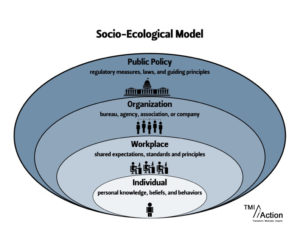 Socio-Ecological Model
Public Policy
regulatory measures, laws, and guiding principles
Organization
bureau, agency, association, or company
Workplace
shared expectations, standards and principles
Individual
personal knowledge, beliefs, and behaviors
TMI
Action